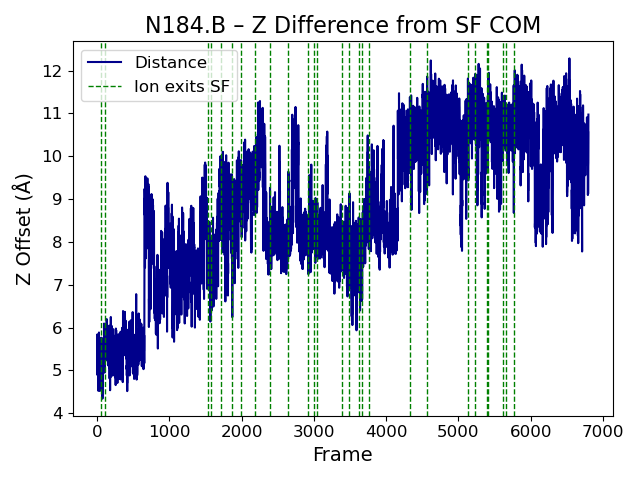 N184.B – Z Difference from SF COM
Distance
Ion exits SF
Z Offset (Å)
12
11
10
9
8
7
6
5
4
0 1000 2000 3000 4000 5000 6000 7000
Frame